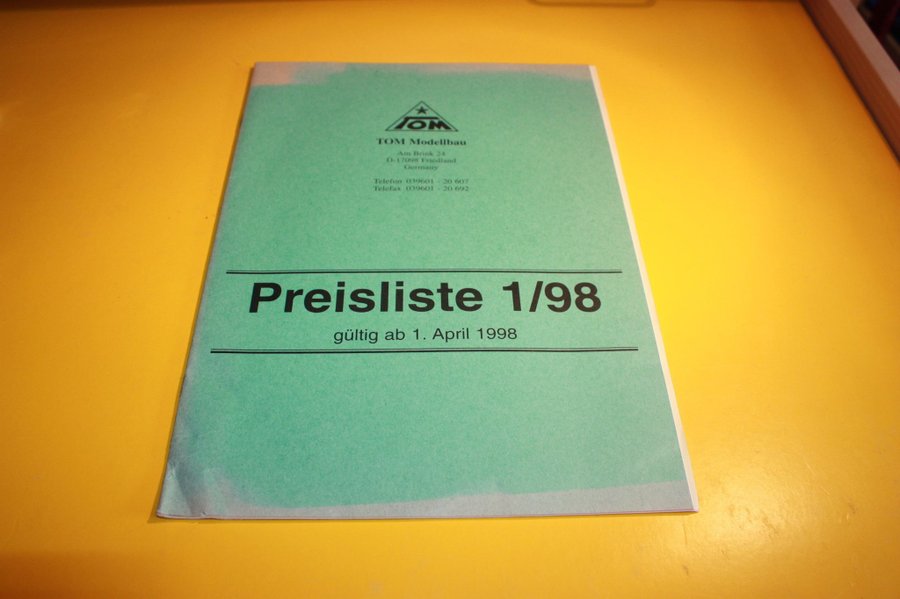 TOM
TOM Modellbau
Am Brink 24
D-17098 Friedland
Germany
Telefon 039601 - 20 607
Telefax 039601 - 20 692
Preisliste 1/98
gültig ab 1. April 1998